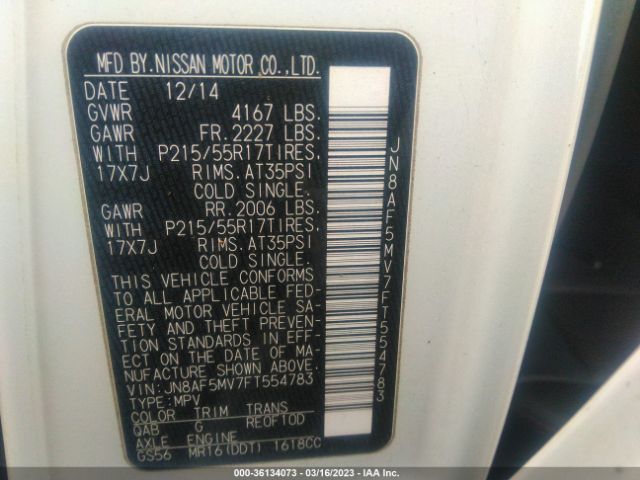 MFD BY.NISSAN MOTOR CO.,LTD.
DATE 12/14
GVWR 4167 LBS.
GAWR FR.2227 LBS.
WITH P215/55R17TIRES.
17X7J RIMS.AT35PSI
COLD SINGLE.
GAWR RR.2006 LBS.
WITH P215/55R17TIRES.
17X7J RIMS.AT35PSI
COLD SINGLE.
THIS VEHICLE CONFORMS
TO ALL APPLICABLE FED-
ERAL MOTOR VEHICLE SA-
FETY AND THEFT PREVEN-
TION STANDARDS IN EFF-
ECT ON THE DATE OF MA-
NUFACTURE SHOWN ABOVE.
VIN:JN8AF5MV7FT554783
TYPE:MPV
COLOR TRIM TRANS
QAB G RE0F10D
AXLE ENGINE
GS56 MR16(DDT) 1618CC
JN8AF5MV7FT554783
000-36134073 - 03/16/2023 - IAA Inc.